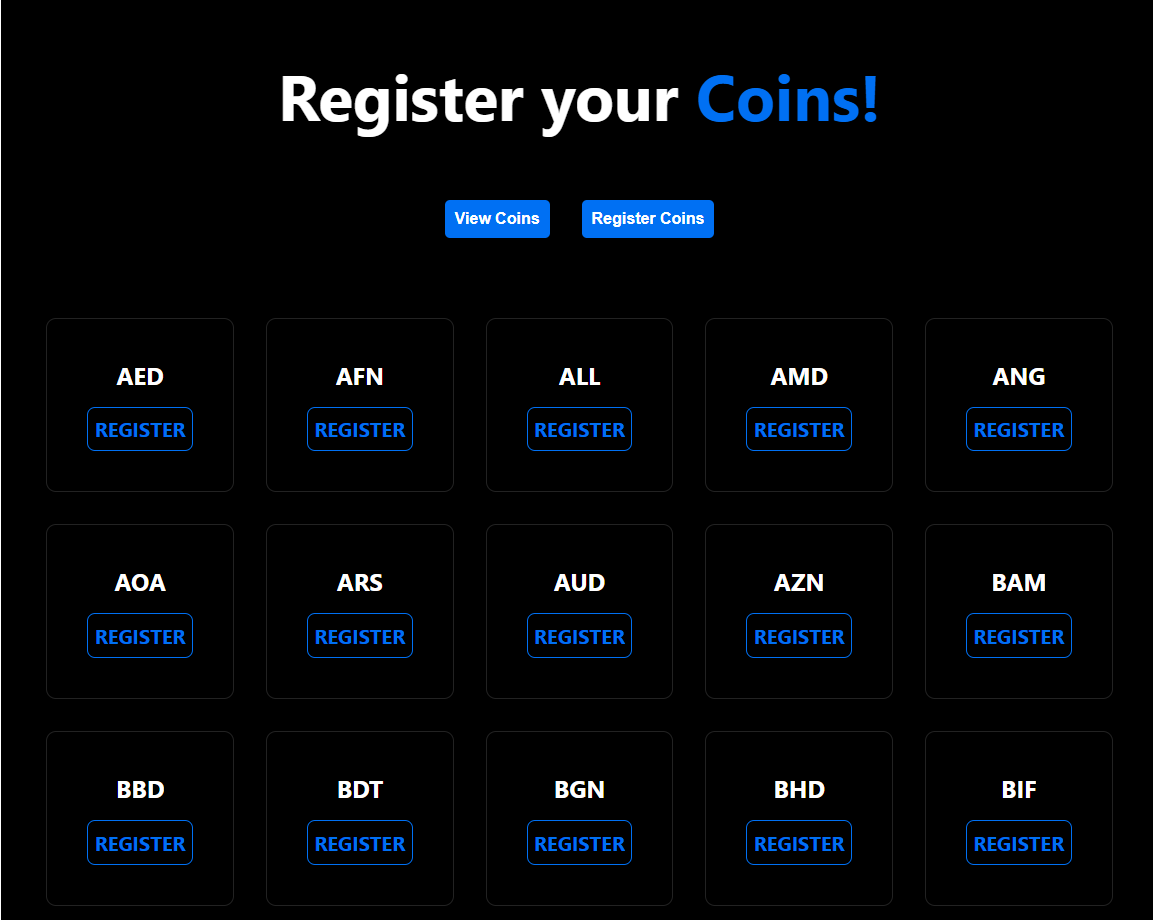 Register your Coins!
View Coins Register Coins
AED AFN ALL AMD ANG
REGISTER REGISTER REGISTER REGISTER REGISTER
AOA ARS AUD AZN BAM
REGISTER REGISTER REGISTER REGISTER REGISTER
BBD BDT BGN BHD BIF
REGISTER REGISTER REGISTER REGISTER REGISTER